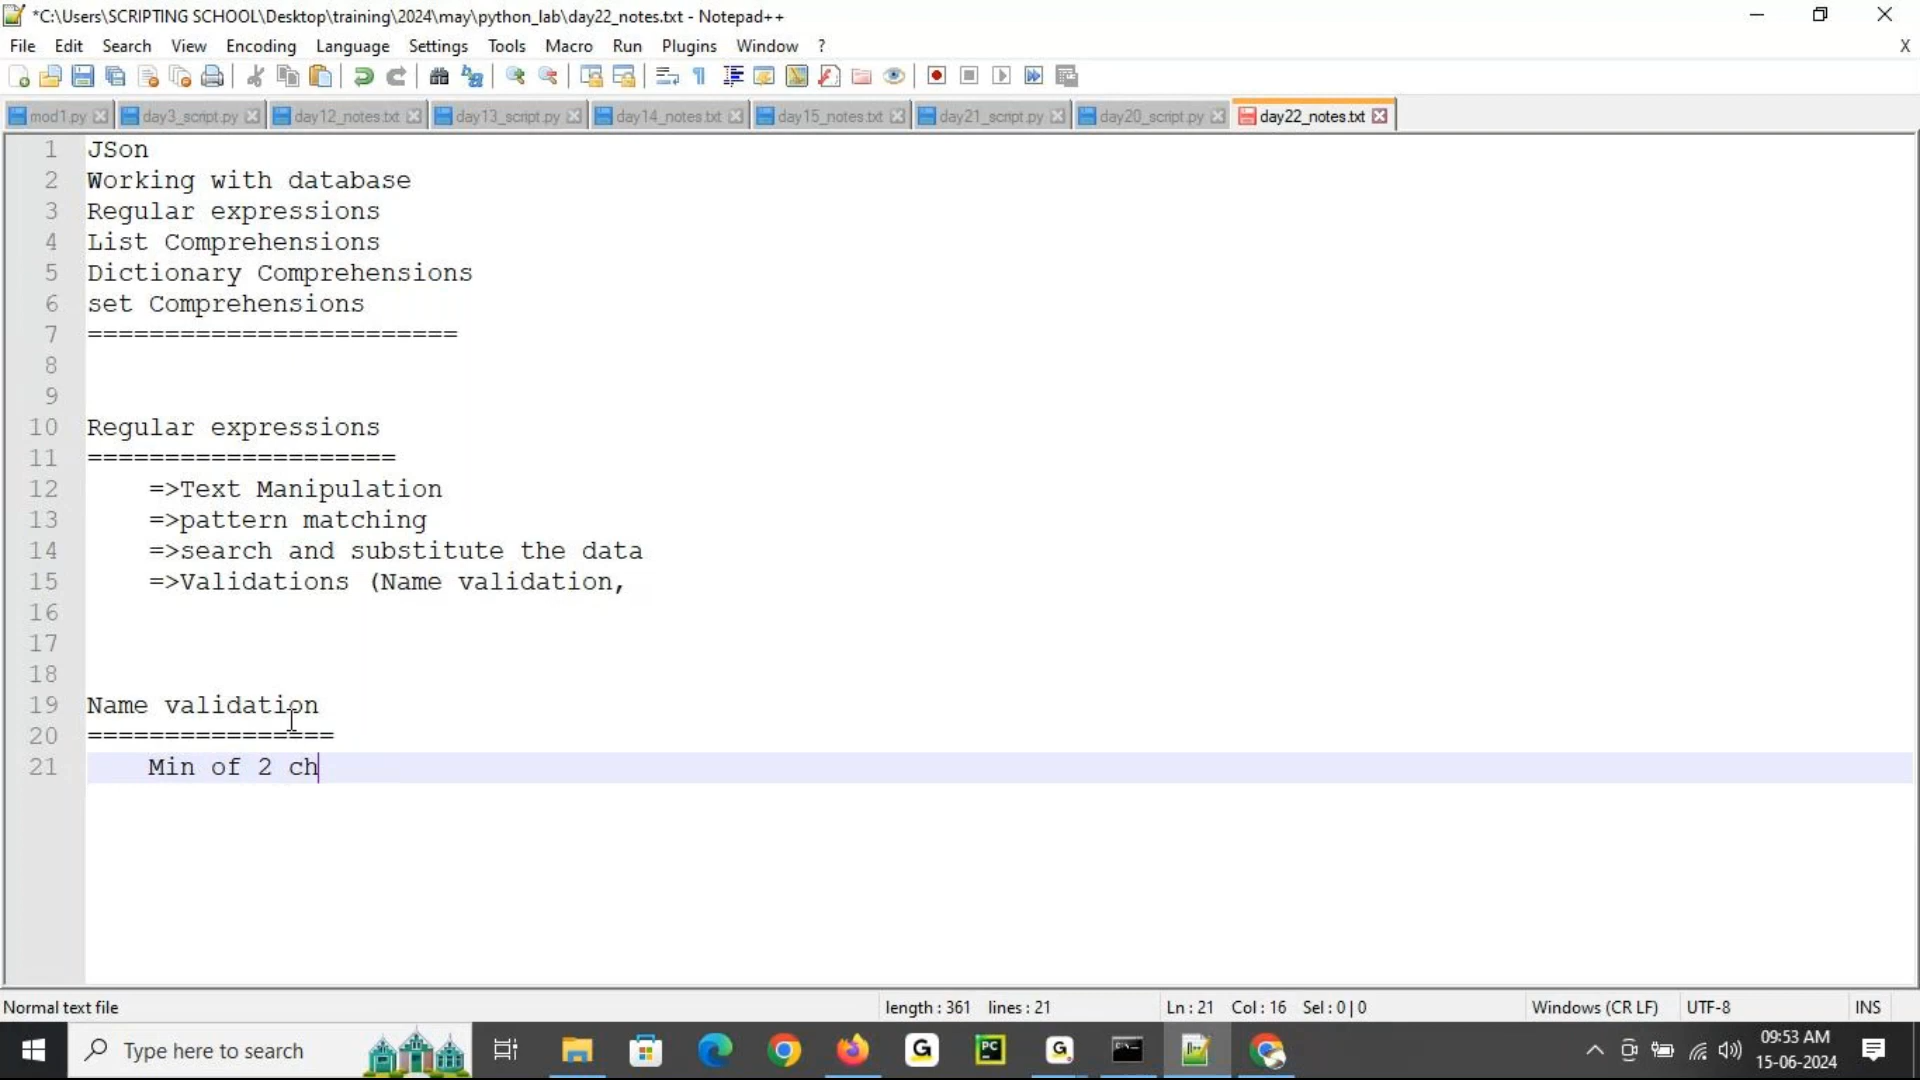 *C:\Users\SCRIPTING SCHOOL\Desktop\training\2024\may\python_lab\day22_notes.txt - Notepad++
File Edit Search View Encoding Language Settings Tools Macro Run Plugins Window ? X
mod1.py day3_script.py day12_notes.txt day13_script.py day14_notes.txt day15_notes.txt day21_script.py day20_script.py day22_notes.txt
1 JSon
2 Working with database
3 Regular expressions
4 List Comprehensions
5 Dictionary Comprehensions
6 set Comprehensions
7 ========================
8
9
10 Regular expressions
11 ====================
12 =>Text Manipulation
13 =>pattern matching
14 =>search and substitute the data
15 =>Validations (Name validation,
16
17
18
19 Name validation
20 ================
21 Min of 2 ch
Normal text file length : 361 lines : 21 Ln : 21 Col : 16 Sel : 0 | 0 Windows (CR LF) UTF-8 INS
Type here to search
09:53 AM
15-06-2024